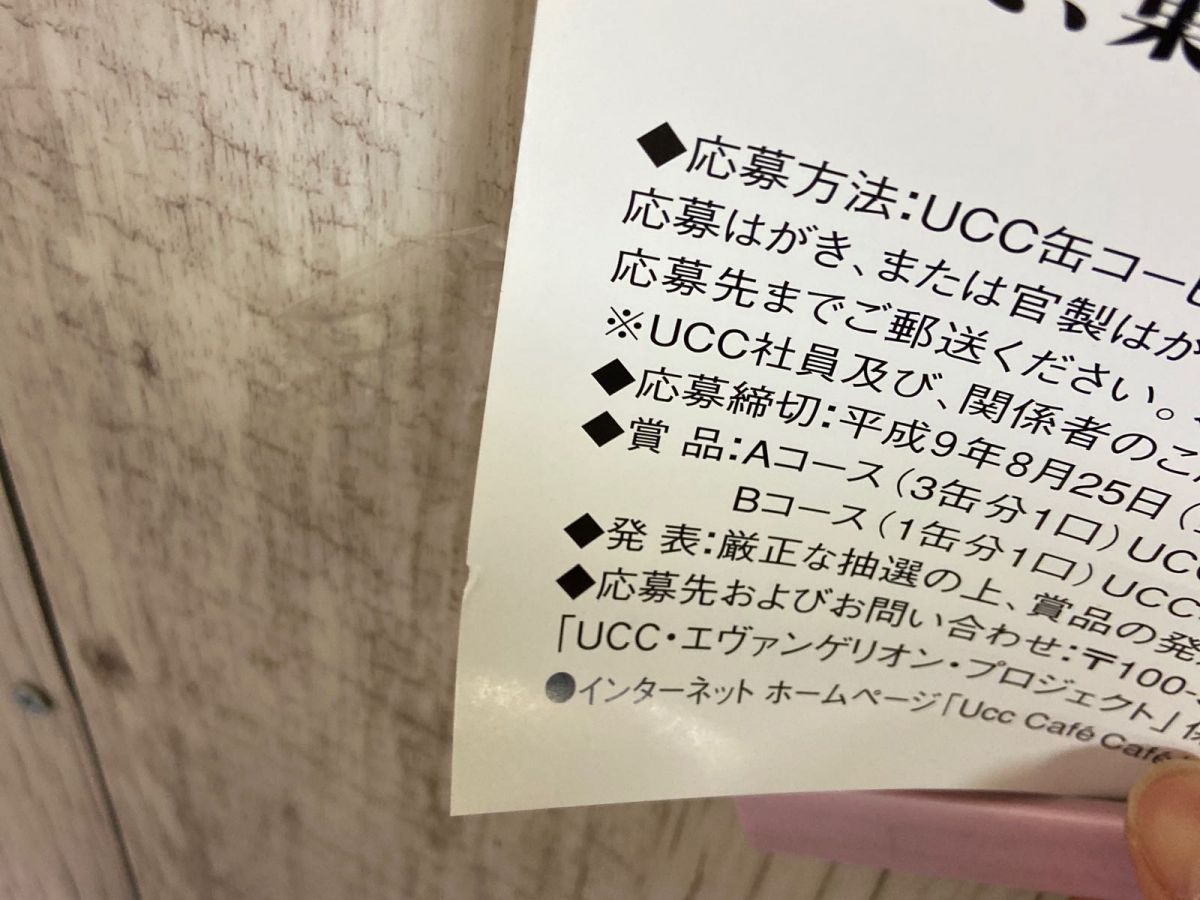 、
◆応募方法:UCC缶コー
応募はがき、または官製はが
応募先までご郵送ください。
※UCC社員及び、関係者のご
◆応募締切:平成9年8月25日(
◆賞 品:Aコース(3缶分1口)UC
Bコース(1缶分1口)UCC
◆発 表:厳正な抽選の上、賞品の発
◆応募先およびお問い合わせ:〒100-
「UCC・エヴァンゲリオン・プロジェクト」係
●インターネット ホームページ「Ucc Café Café